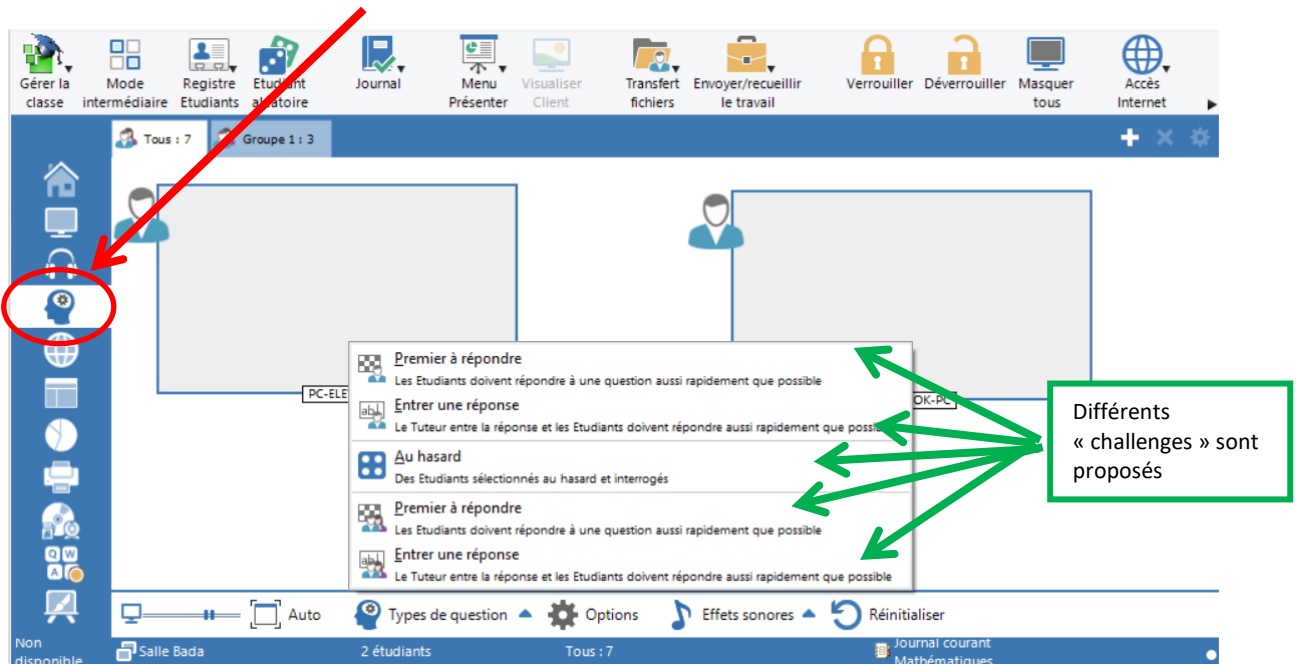 Gérer la classe
Mode intermédiaire
Registre Etudiants
Etudiant aléatoire
Journal
Menu Présenter
Visualiser Client
Transfert fichiers
Envoyer/recueillir le travail
Verrouiller
Déverrouiller
Masquer tous
Accès Internet
Tous : 7
Groupe 1 : 3
PC-ELE
OK-PC
Premier à répondre
Les Etudiants doivent répondre à une question aussi rapidement que possible
Entrer une réponse
Le Tuteur entre la réponse et les Etudiants doivent répondre aussi rapidement que possible
Au hasard
Des Etudiants sélectionnés au hasard et interrogés
Premier à répondre
Les Etudiants doivent répondre à une question aussi rapidement que possible
Entrer une réponse
Le Tuteur entre la réponse et les Etudiants doivent répondre aussi rapidement que possible
Différents
« challenges » sont
proposés
Auto
Types de question
Options
Effets sonores
Réinitialiser
Non
disponible
Salle Bada
2 étudiants
Tous : 7
Journal courant
Mathématiques